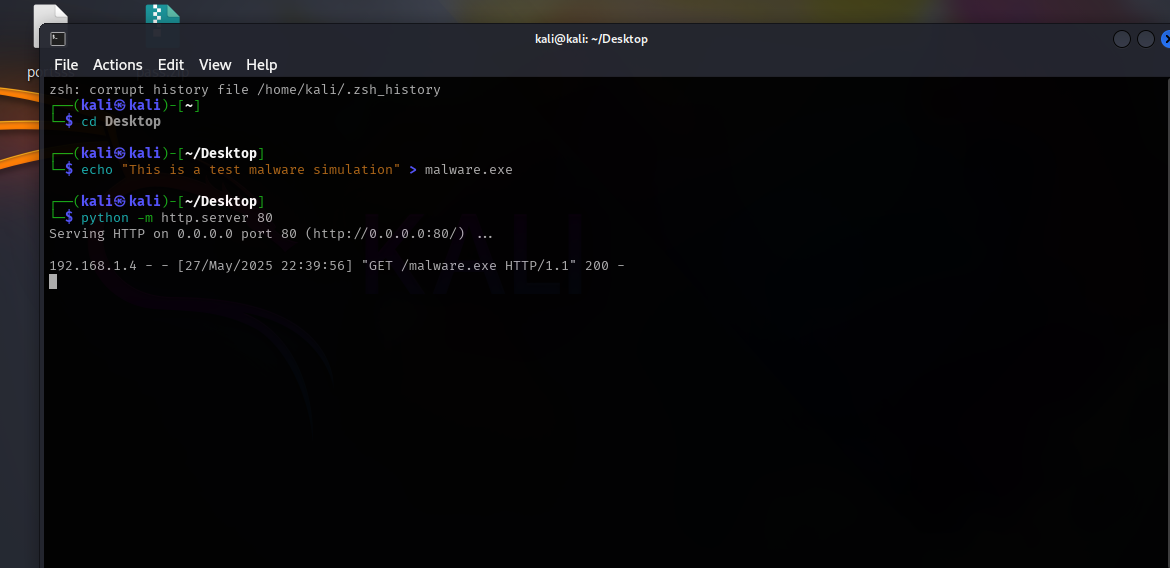 kali@kali: ~/Desktop
File Actions Edit View Help
zsh: corrupt history file /home/kali/.zsh_history
┌──(kali㉿kali)-[~]
└─$ cd Desktop
┌──(kali㉿kali)-[~/Desktop]
└─$ echo "This is a test malware simulation" > malware.exe
┌──(kali㉿kali)-[~/Desktop]
└─$ python -m http.server 80
Serving HTTP on 0.0.0.0 port 80 (http://0.0.0.0:80/) ...
192.168.1.4 - - [27/May/2025 22:39:56] "GET /malware.exe HTTP/1.1" 200 -
KALI